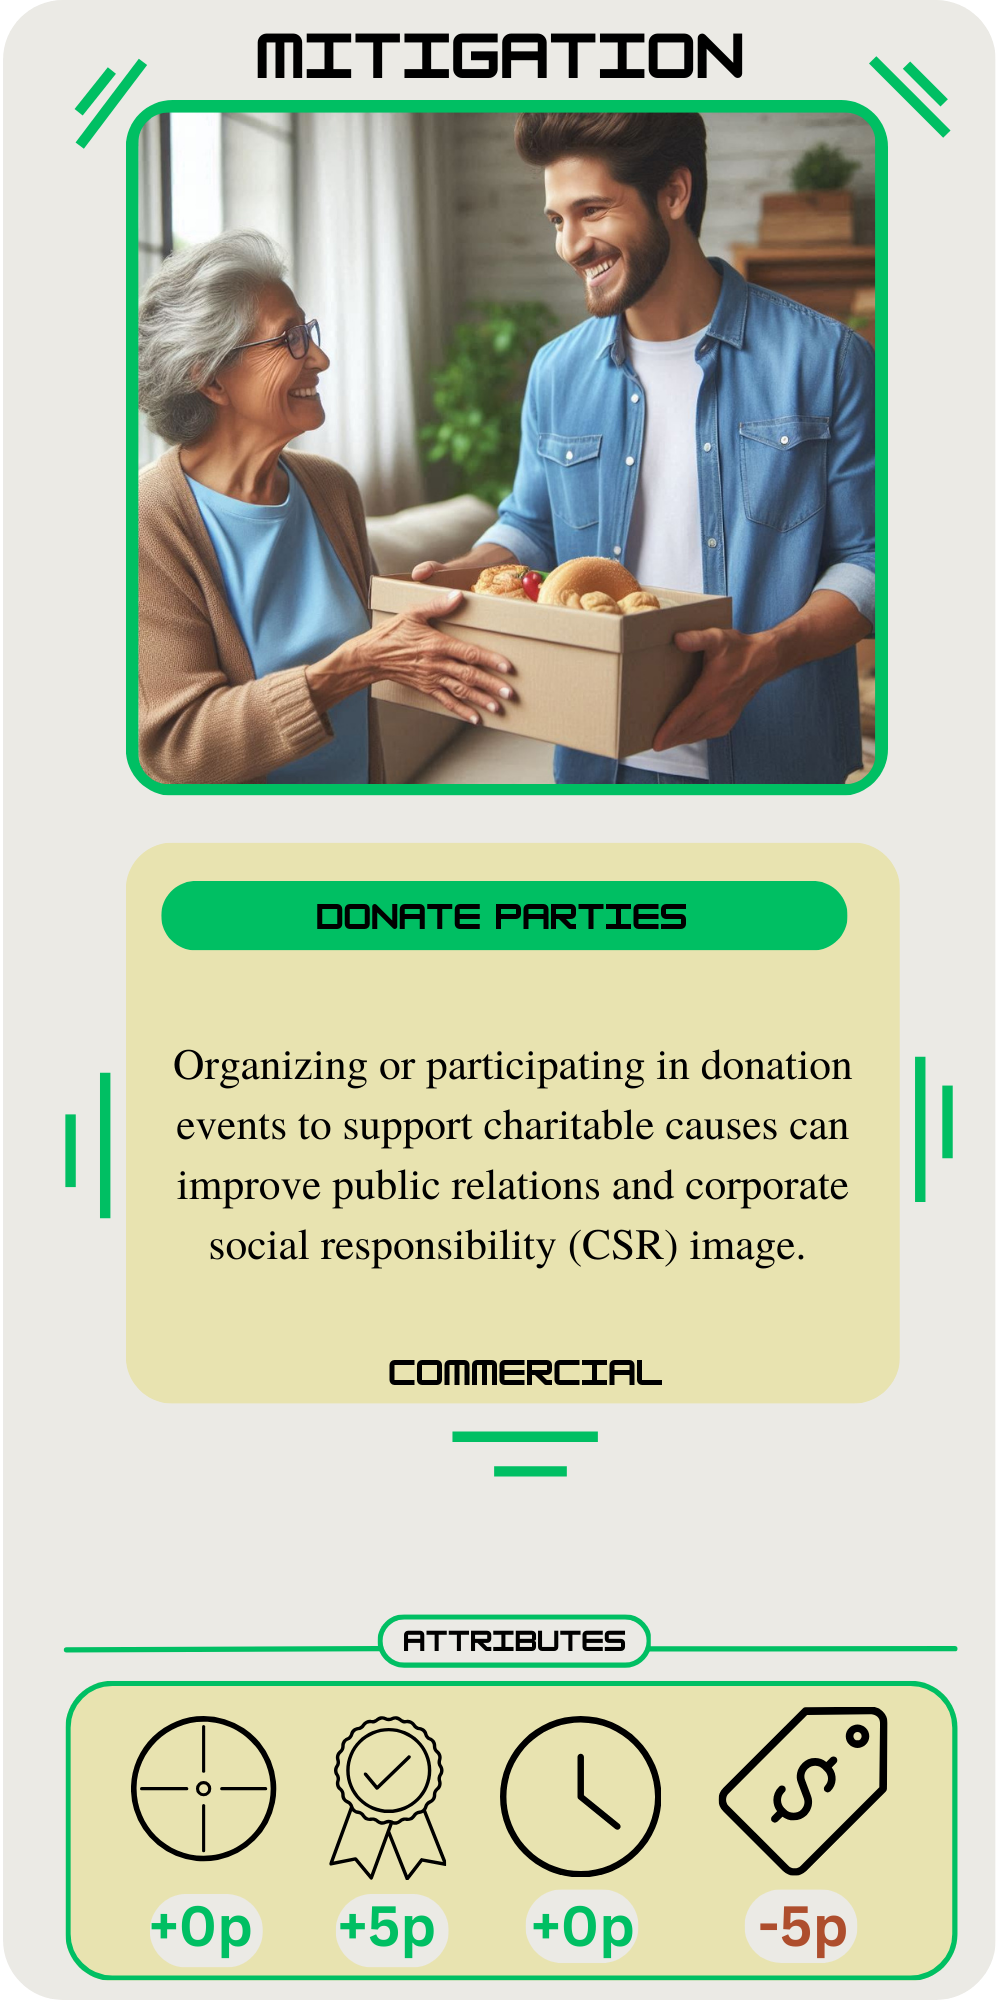 MITIGATION
DONATE PARTIES
Organizing or participating in donation
events to support charitable causes can
improve public relations and corporate
social responsibility (CSR) image.
COMMERCIAL
ATTRIBUTES
+0p +5p +0p -5p